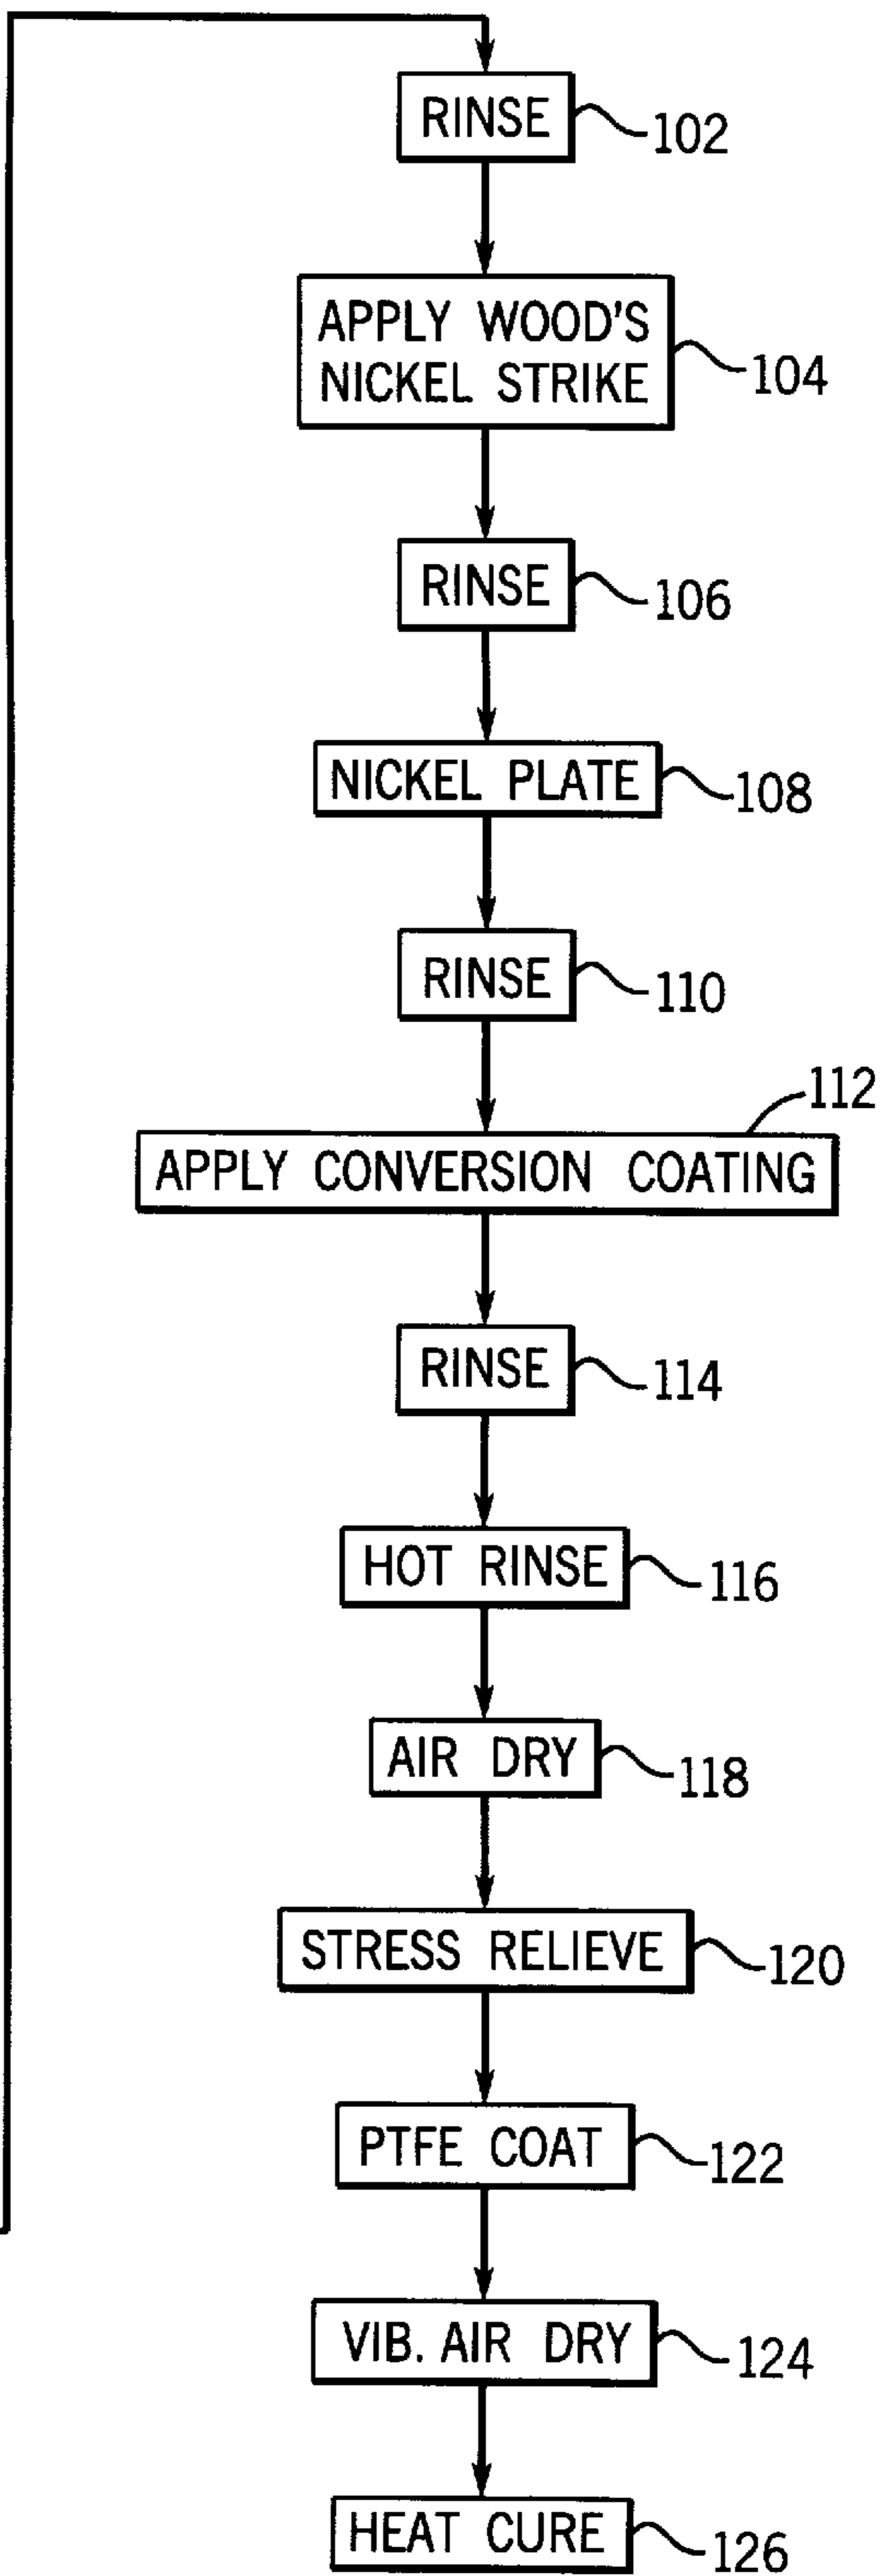 RINSE
102
APPLY WOOD'S
NICKEL STRIKE
104
RINSE
106
NICKEL PLATE
108
RINSE
110
112
APPLY CONVERSION COATING
RINSE
114
HOT RINSE
116
AIR DRY
118
STRESS RELIEVE
120
PTFE COAT
122
VIB. AIR DRY
124
HEAT CURE
126